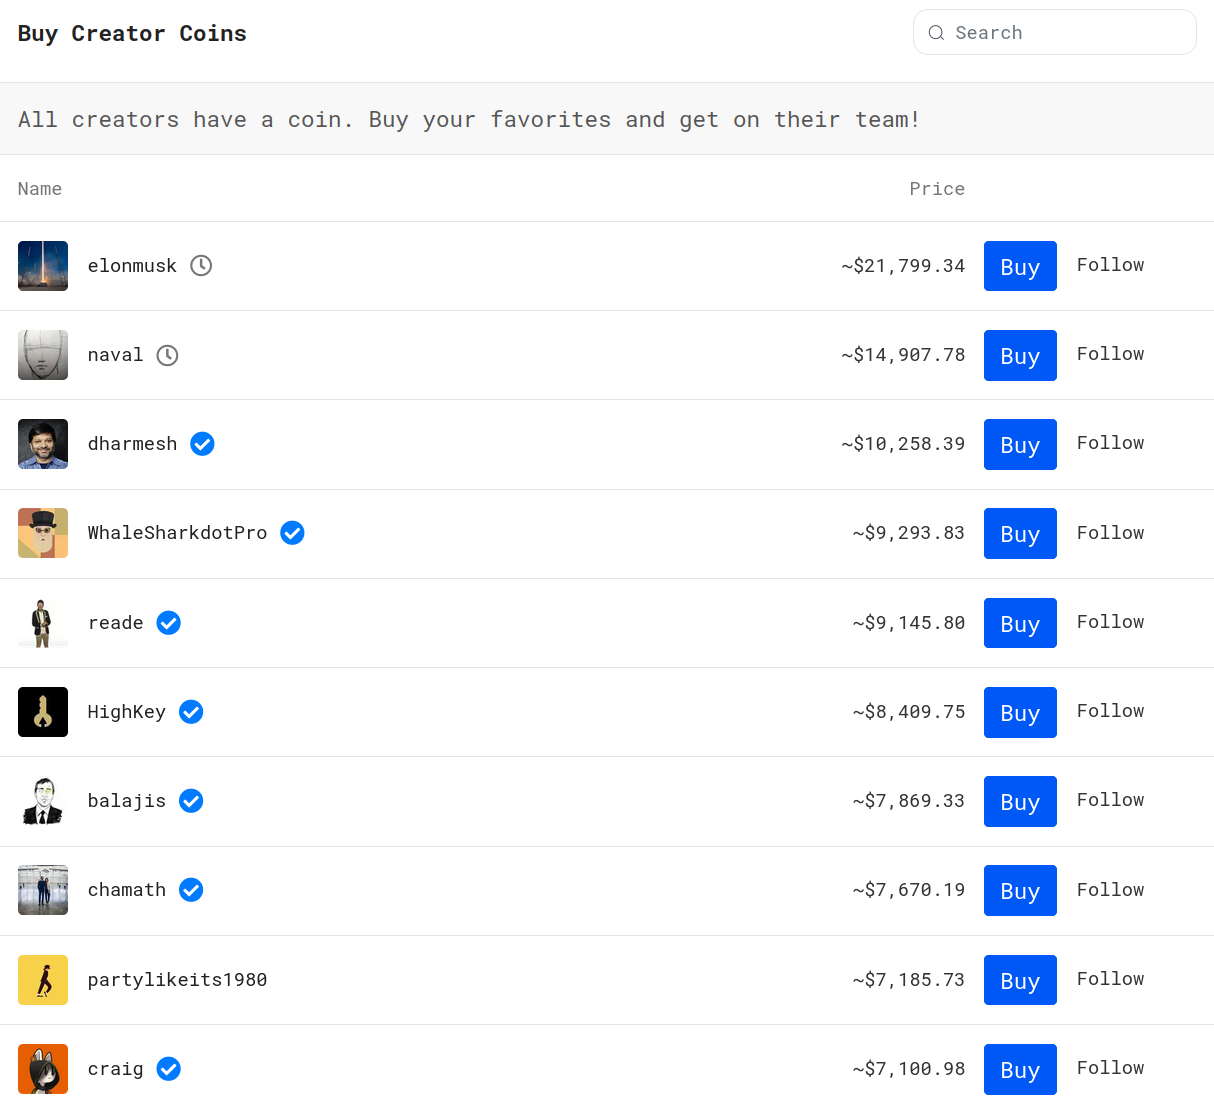 Buy Creator Coins
Search
All creators have a coin. Buy your favorites and get on their team!
Name Price
elonmusk ~$21,799.34 Buy Follow
naval ~$14,907.78 Buy Follow
dharmesh ~$10,258.39 Buy Follow
WhaleSharkdotPro ~$9,293.83 Buy Follow
reade ~$9,145.80 Buy Follow
HighKey ~$8,409.75 Buy Follow
balajis ~$7,869.33 Buy Follow
chamath ~$7,670.19 Buy Follow
partylikeits1980 ~$7,185.73 Buy Follow
craig ~$7,100.98 Buy Follow